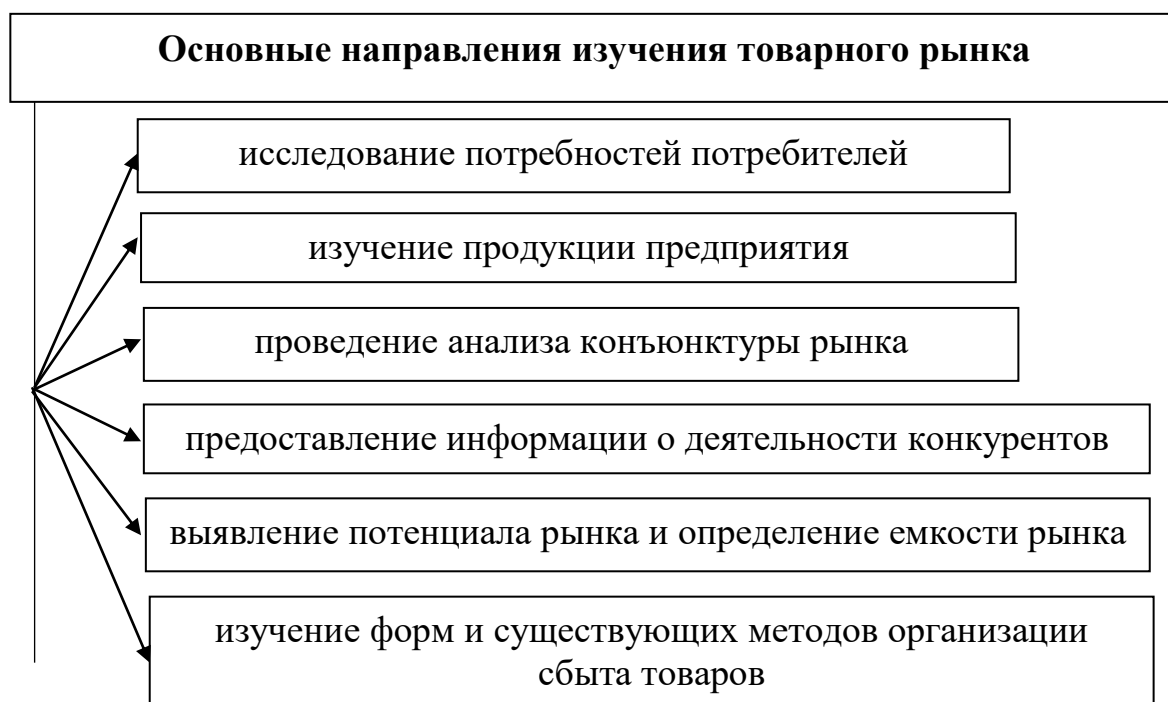 Основные направления изучения товарного рынка
исследование потребностей потребителей
изучение продукции предприятия
проведение анализа конъюнктуры рынка
предоставление информации о деятельности конкурентов
выявление потенциала рынка и определение емкости рынка
изучение форм и существующих методов организации
сбыта товаров